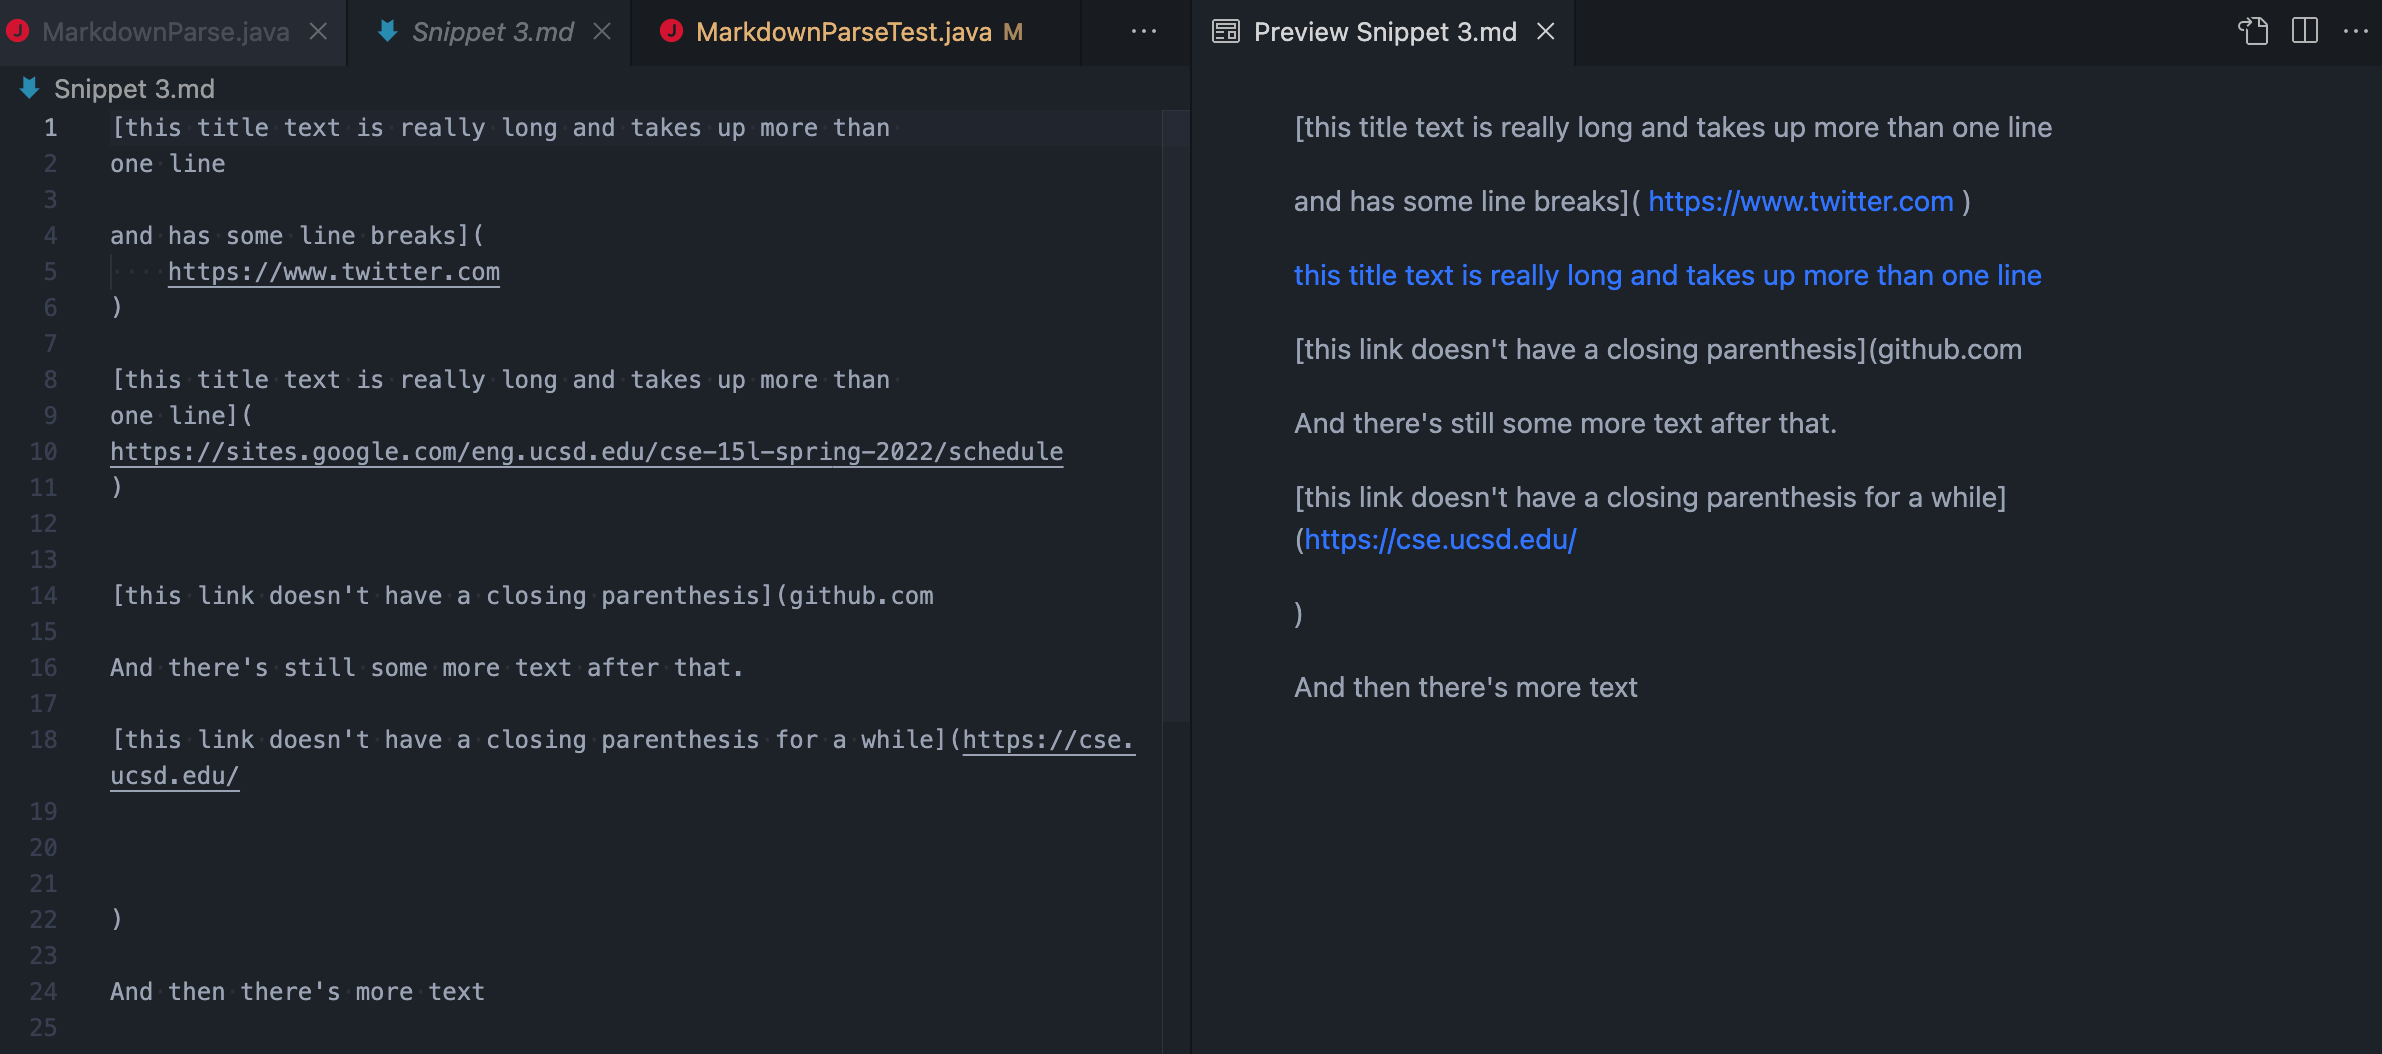 MarkdownParse.java
Snippet 3.md
MarkdownParseTest.java M
Snippet 3.md
1 [this title text is really long and takes up more than
2 one line
3
4 and has some line breaks](
5 https://www.twitter.com
6 )
7
8 [this title text is really long and takes up more than
9 one line](
10 https://sites.google.com/eng.ucsd.edu/cse-15l-spring-2022/schedule
11 )
12
13
14 [this link doesn't have a closing parenthesis](github.com
15
16 And there's still some more text after that.
17
18 [this link doesn't have a closing parenthesis for a while](https://cse.
ucsd.edu/
19
20
21
22 )
23
24 And then there's more text
25
Preview Snippet 3.md
[this title text is really long and takes up more than one line
and has some line breaks]( https://www.twitter.com )
this title text is really long and takes up more than one line
[this link doesn't have a closing parenthesis](github.com
And there's still some more text after that.
[this link doesn't have a closing parenthesis for a while]
(https://cse.ucsd.edu/
)
And then there's more text